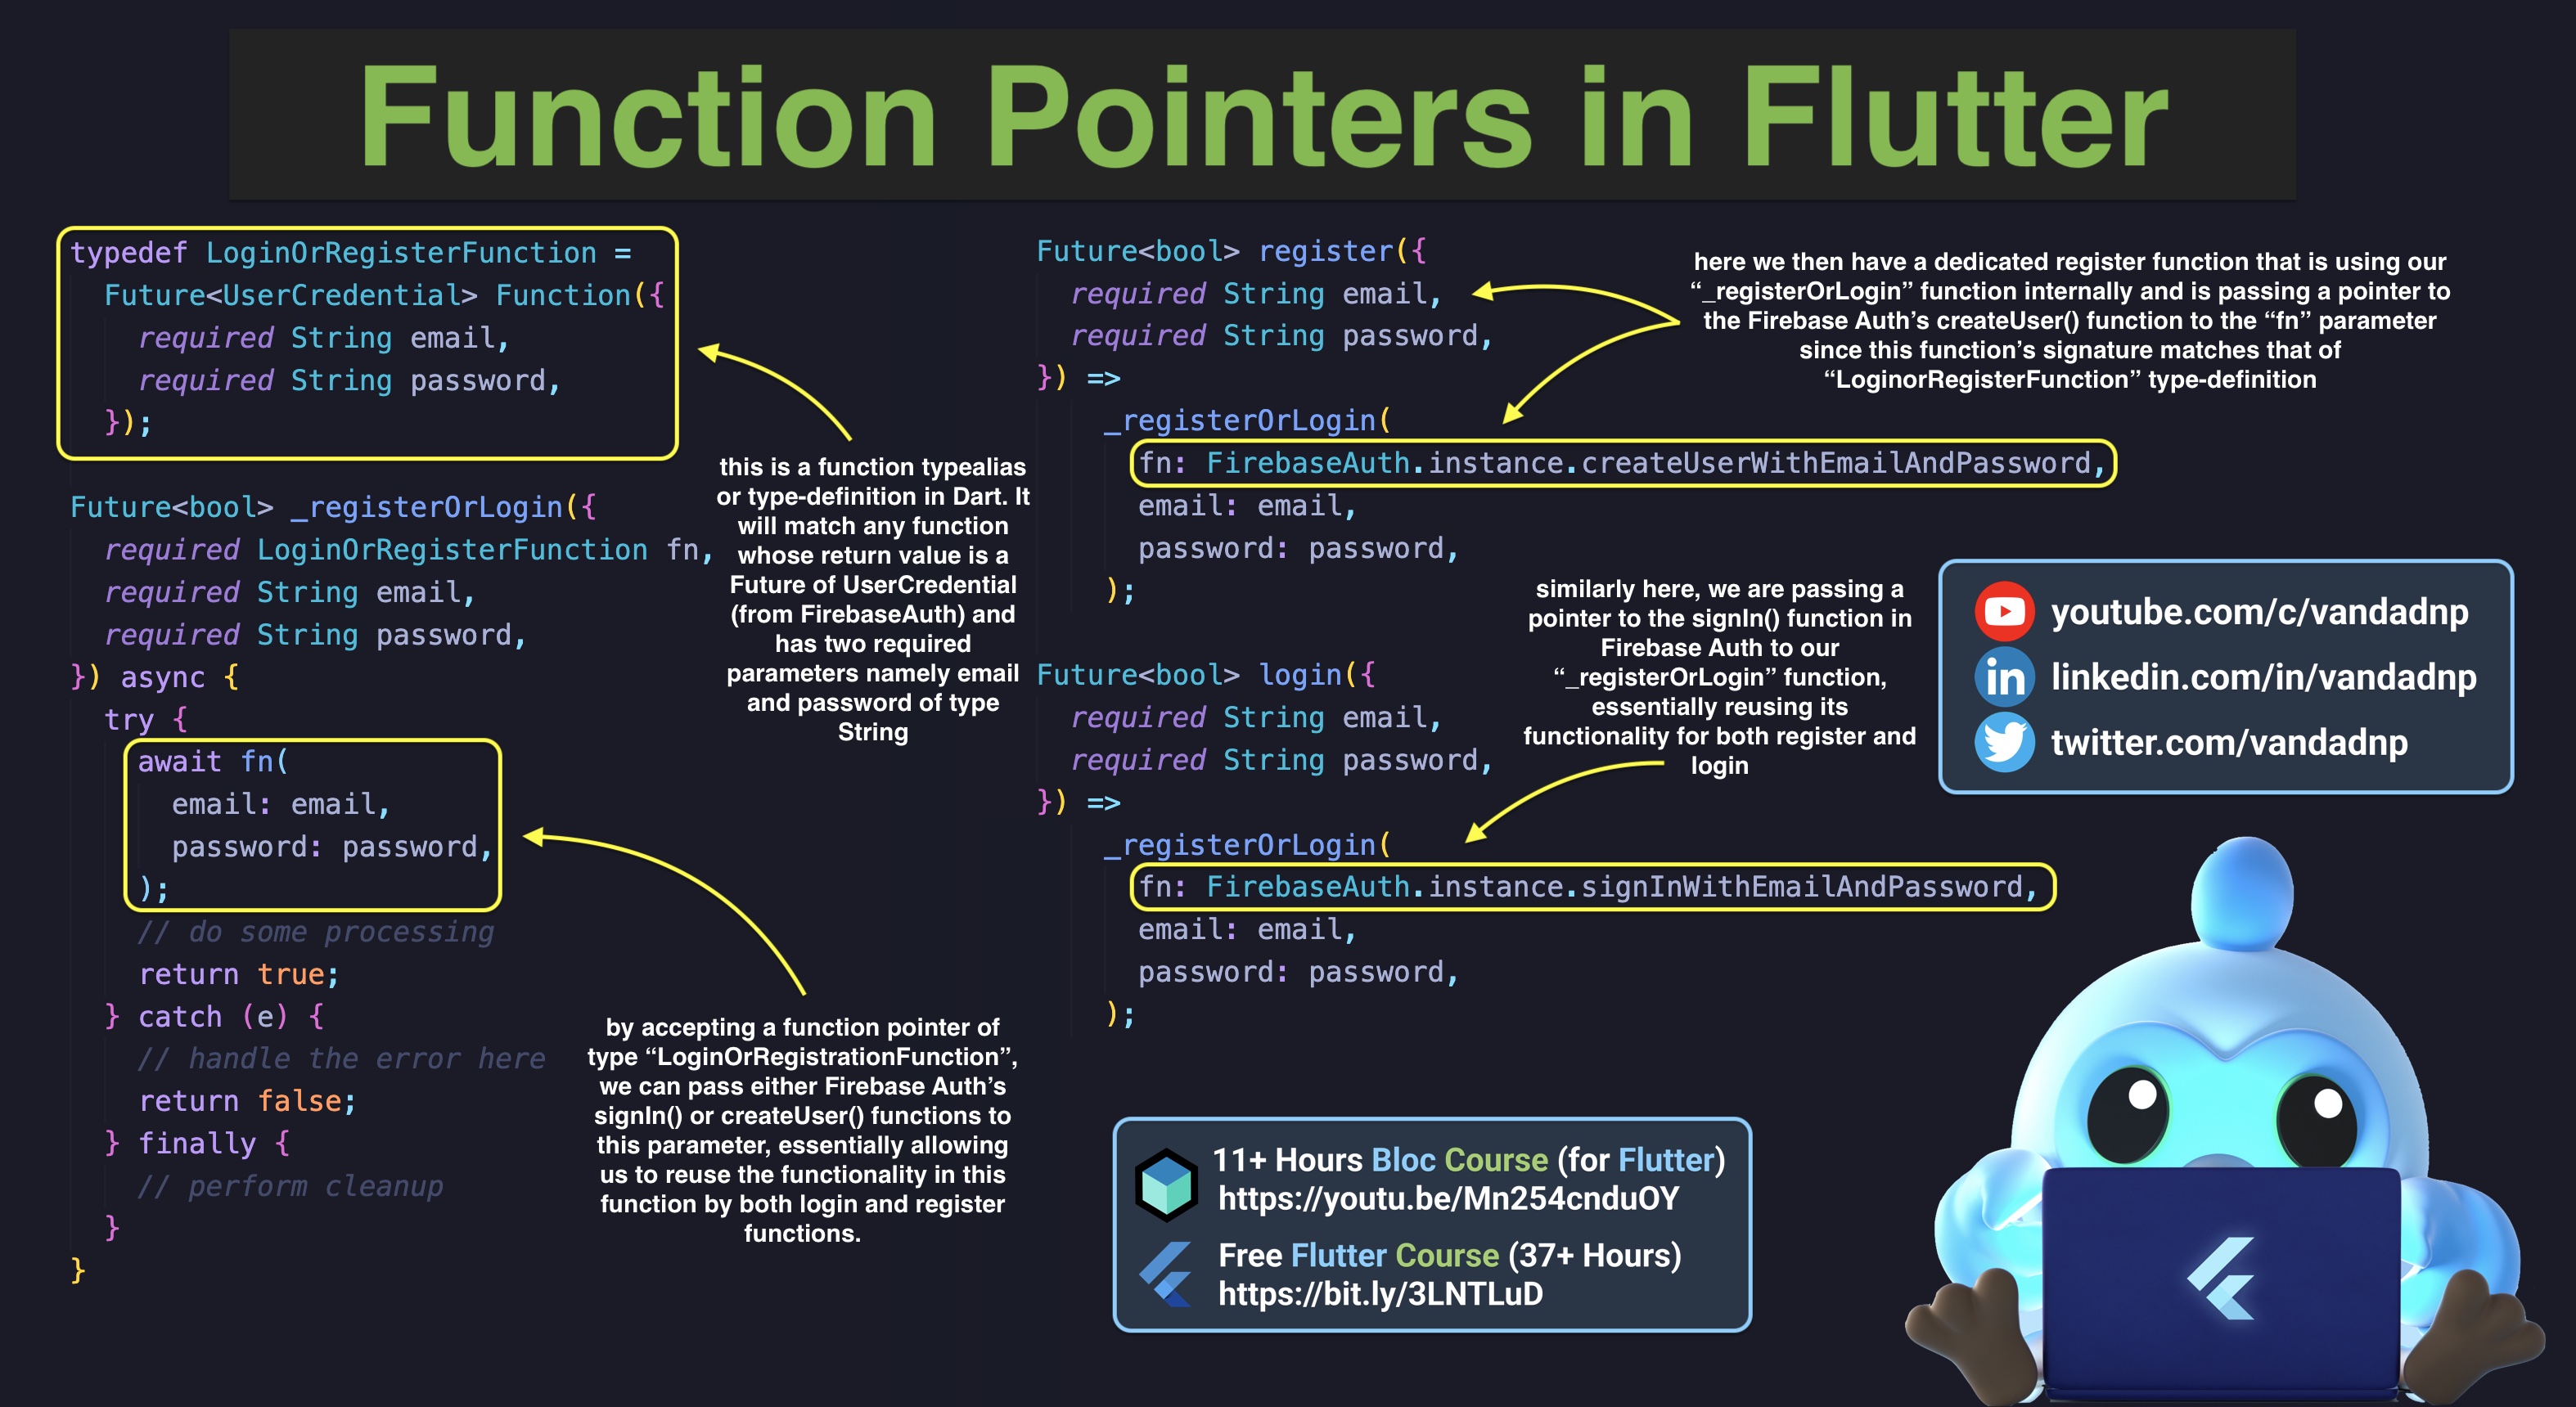 Function Pointers in Flutter
typedef LoginOrRegisterFunction =
Future<UserCredential> Function({
required String email,
required String password,
});
this is a function typealias
or type-definition in Dart. It
will match any function
whose return value is a
Future of UserCredential
(from FirebaseAuth) and
has two required
parameters namely email
and password of type
String
Future<bool> _registerOrLogin({
required LoginOrRegisterFunction fn,
required String email,
required String password,
}) async {
try {
await fn(
email: email,
password: password,
);
// do some processing
return true;
} catch (e) {
// handle the error here
return false;
} finally {
// perform cleanup
}
}
by accepting a function pointer of
type “LoginOrRegistrationFunction”,
we can pass either Firebase Auth’s
signIn() or createUser() functions to
this parameter, essentially allowing
us to reuse the functionality in this
function by both login and register
functions.
Future<bool> register({
required String email,
required String password,
}) =>
_registerOrLogin(
fn: FirebaseAuth.instance.createUserWithEmailAndPassword,
email: email,
password: password,
);
here we then have a dedicated register function that is using our
“_registerOrLogin” function internally and is passing a pointer to
the Firebase Auth’s createUser() function to the “fn” parameter
since this function’s signature matches that of
“LoginorRegisterFunction” type-definition
Future<bool> login({
required String email,
required String password,
}) =>
_registerOrLogin(
fn: FirebaseAuth.instance.signInWithEmailAndPassword,
email: email,
password: password,
);
similarly here, we are passing a
pointer to the signIn() function in
Firebase Auth to our
“_registerOrLogin” function,
essentially reusing its
functionality for both register and
login
youtube.com/c/vandadnp
in linkedin.com/in/vandadnp
twitter.com/vandadnp
11+ Hours Bloc Course (for Flutter)
https://youtu.be/Mn254cnduOY
Free Flutter Course (37+ Hours)
https://bit.ly/3LNTLuD